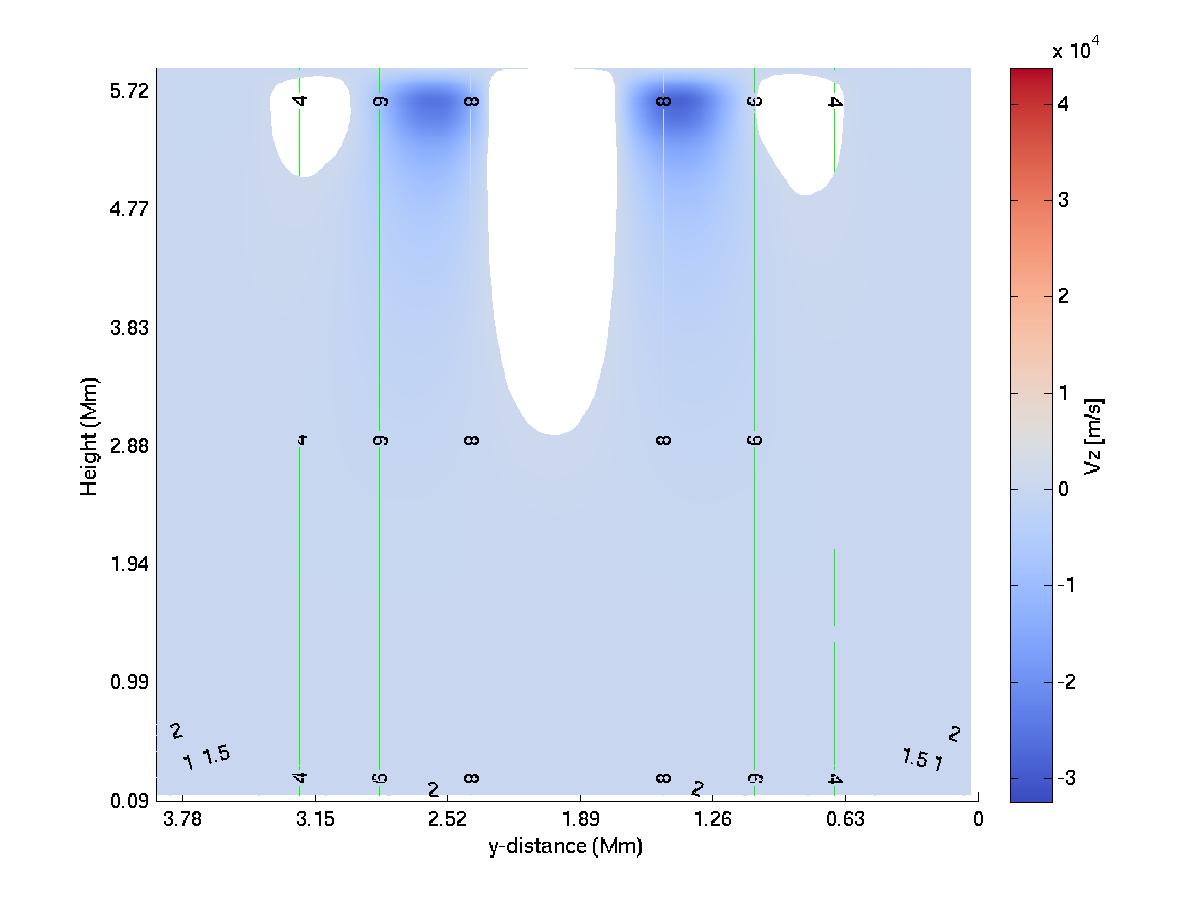 x 10^4
5.72
4.77
3.83
2.88
1.94
0.99
0.09
Height (Mm)
4 6 8 8 6 4
4 6 8 8 6
2 2
1 1.5 1.5 1
4 6 8 8 6 4
2 2
3.78 3.15 2.52 1.89 1.26 0.63 0
y-distance (Mm)
4
3
2
1
0
-1
-2
-3
Vz [m/s]